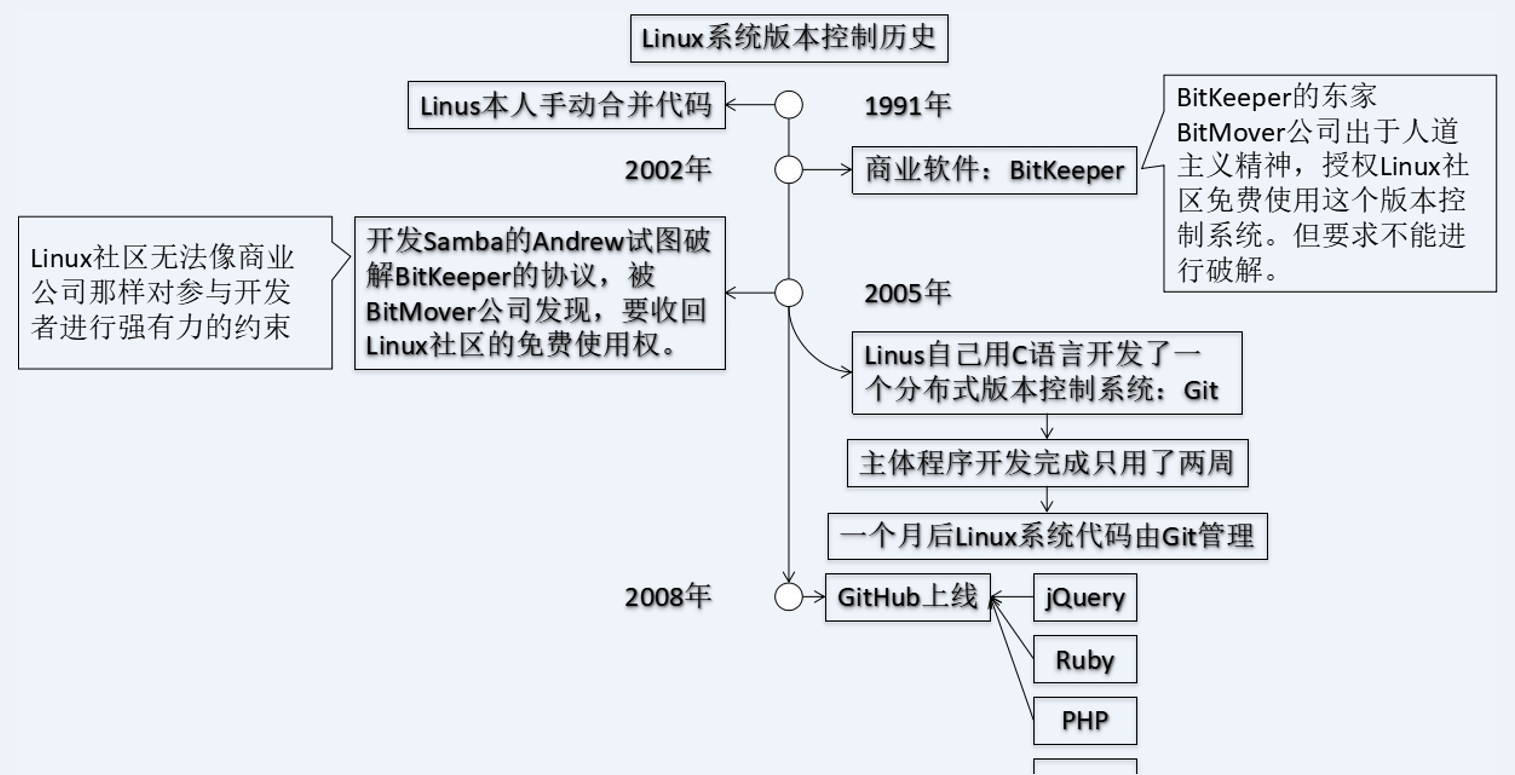 Linux系统版本控制历史
Linus本人手动合并代码
1991年
2002年
商业软件：BitKeeper
BitKeeper的东家
BitMover公司出于人道
主义精神，授权Linux社
区免费使用这个版本控
制系统。但要求不能进
行破解。
Linux社区无法像商业
公司那样对参与开发
者进行强有力的约束
开发Samba的Andrew试图破
解BitKeeper的协议，被
BitMover公司发现，要收回
Linux社区的免费使用权。
2005年
Linus自己用C语言开发了一
个分布式版本控制系统：Git
主体程序开发完成只用了两周
一个月后Linux系统代码由Git管理
2008年
GitHub上线
jQuery
Ruby
PHP